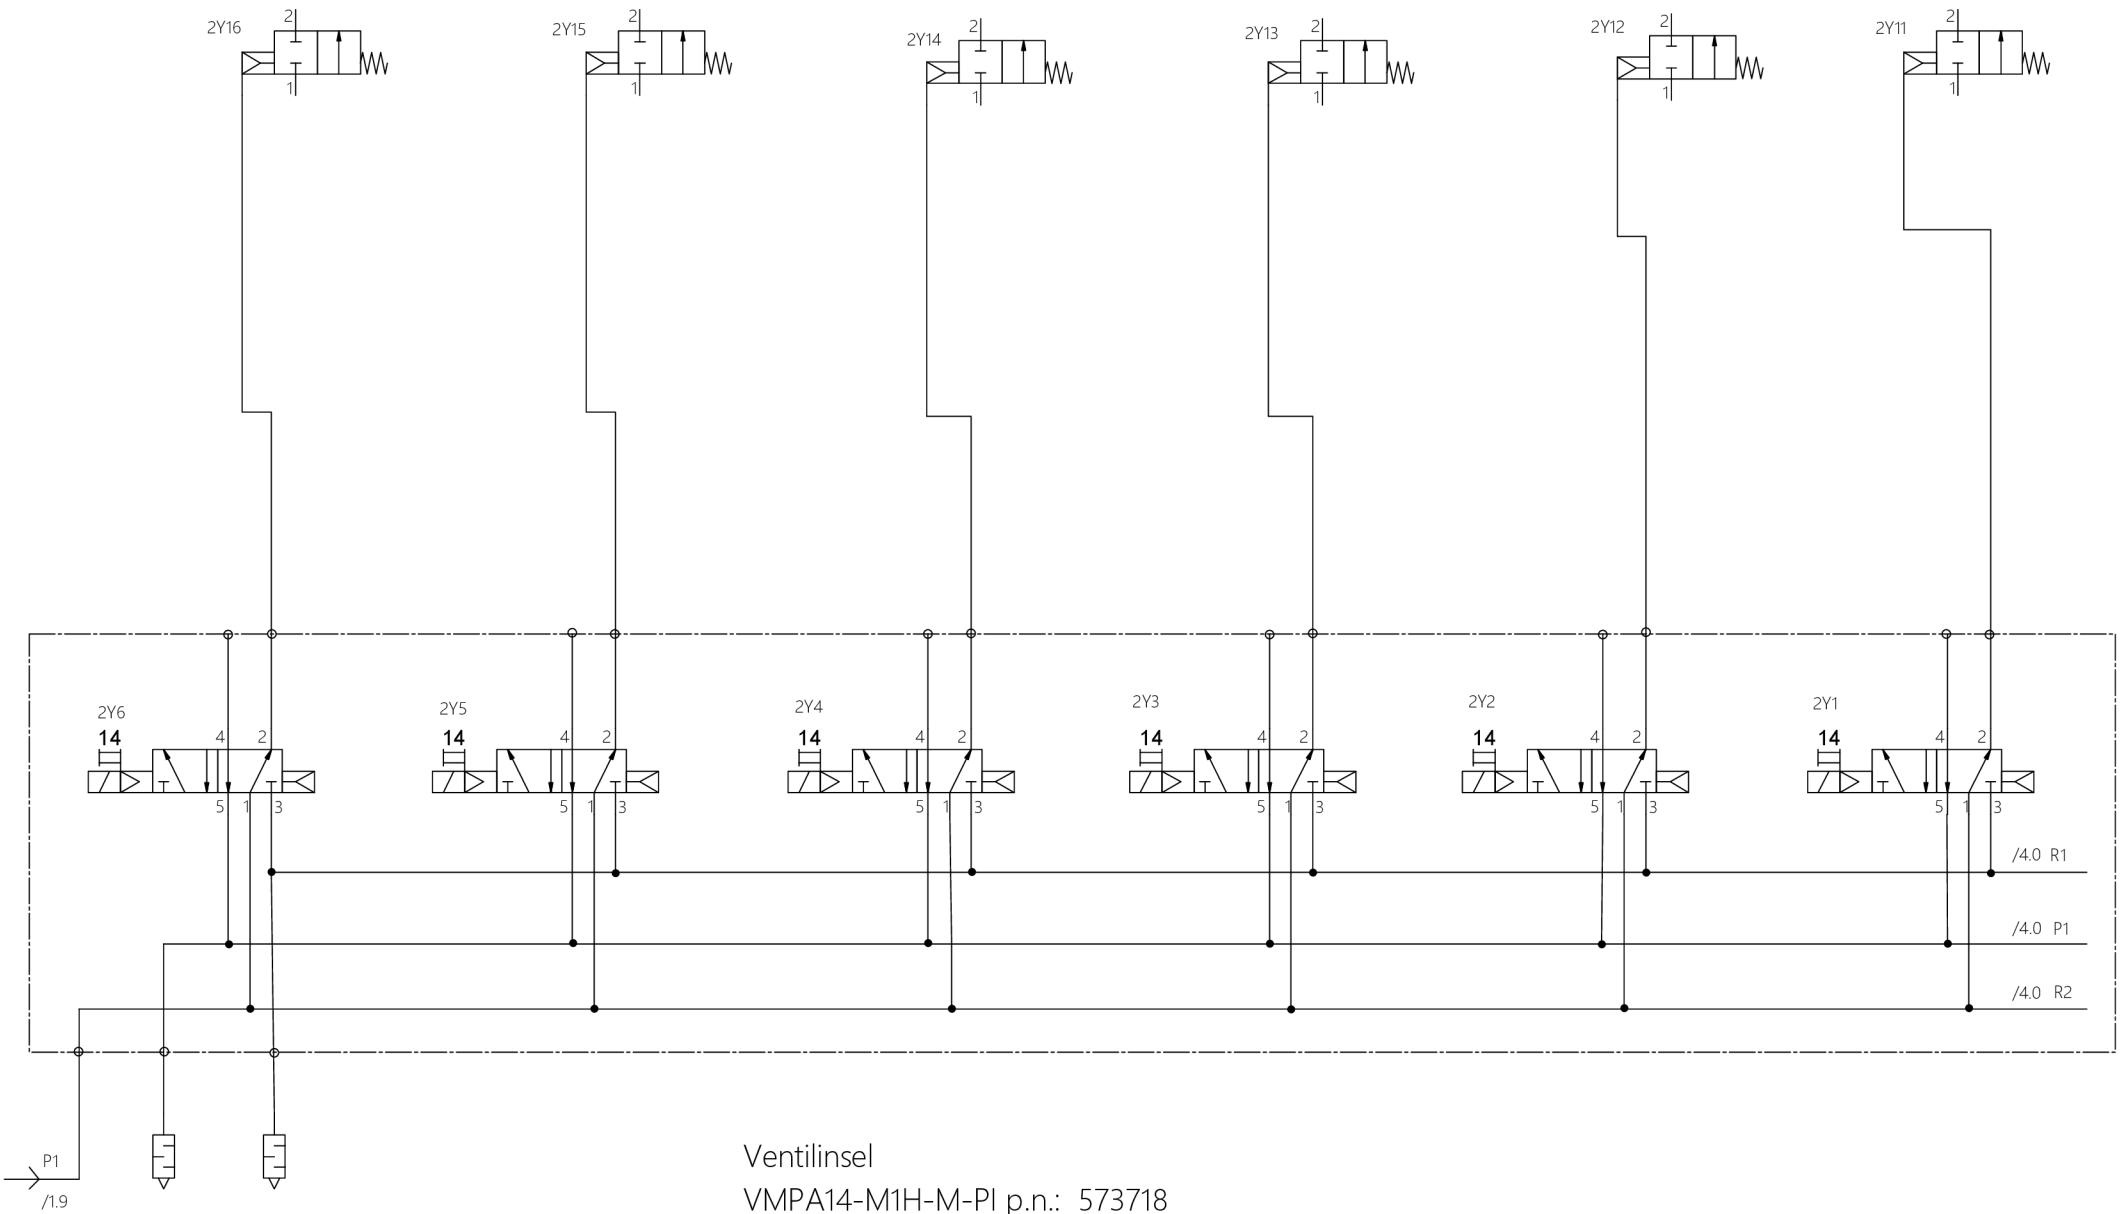 2Y16 2 2Y15 2 2Y14 2 2Y13 2 2Y12 2 2Y11 2
1 1 1 1 1 1
2Y6 2Y5 2Y4 2Y3 2Y2 2Y1
14 4 2 14 4 2 14 4 2 14 4 2 14 4 2 14 4 2
5 1 3 5 1 3 5 1 3 5 1 3 5 1 3 5 1 3
/4.0 R1
/4.0 P1
/4.0 R2
P1
/1.9
Ventilinsel
VMPA14-M1H-M-PI p.n.: 573718